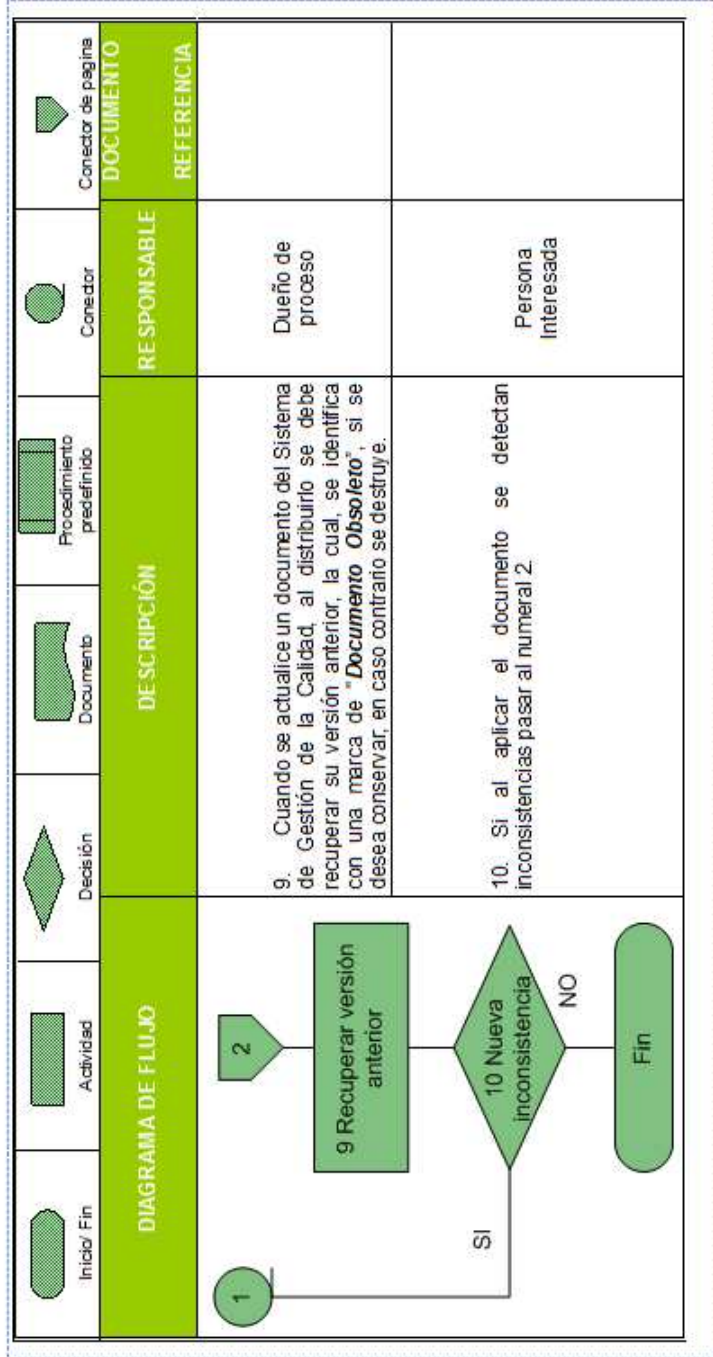 Inicio/ Fin
Actividad
Decisión
Documento
Procedimiento
predefinido
Conector
Conector de pagina
DIAGRAMA DE FLUJO
DESCRIPCIÓN
RESPONSABLE
DOCUMENTO
REFERENCIA
2
1
9 Recuperar versión
anterior
9. Cuando se actualice un documento del Sistema
de Gestión de la Calidad, al distribuirlo se debe
recuperar su versión anterior, la cual, se identifica
con una marca de "Documento Obsoleto", si se
desea conservar, en caso contrario se destruye.
Dueño de
proceso
10 Nueva
inconsistencia
SI
NO
Fin
10. Si al aplicar el documento se detectan
inconsistencias pasar al numeral 2.
Persona
Interesada